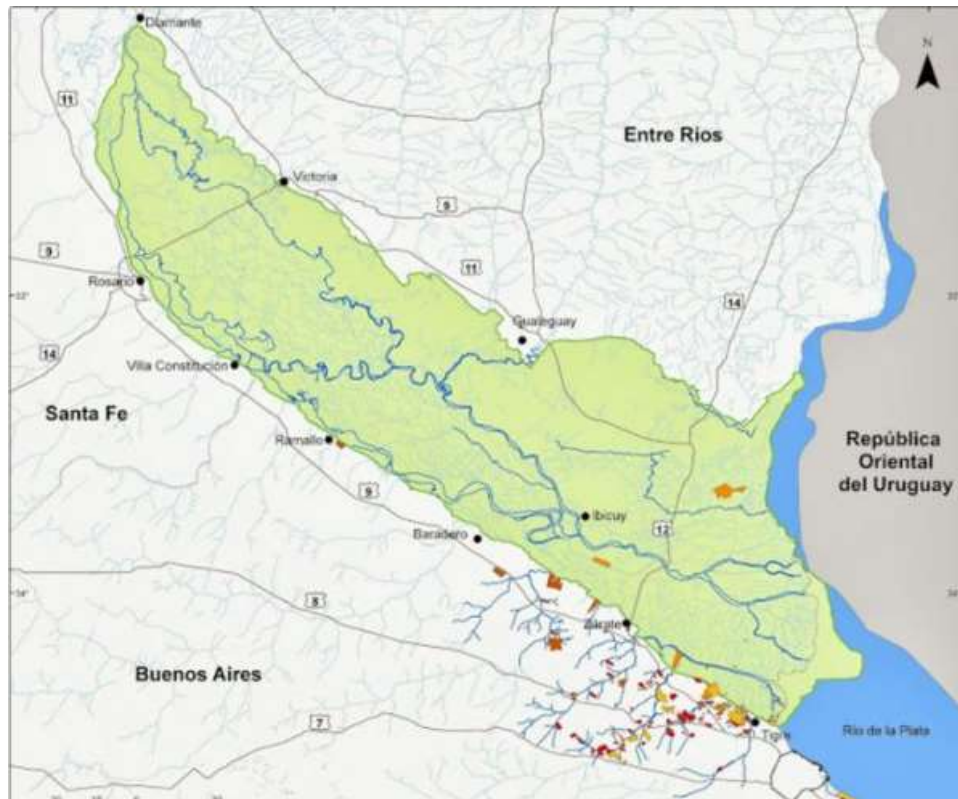 Diamante
N
11
Entre Ríos
Victoria
9
9
11
Rosario
14
Gualeguay
14
Villa Constitución
Santa Fe
República
Oriental
del Uruguay
Ramallo
9
Ibicuy
12
Baradero
8
Zárate
Buenos Aires
7
Tigre
Río de la Plata